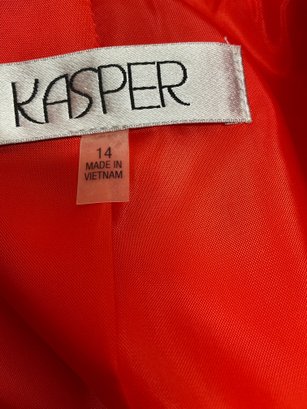 KASPER
14
MADE IN
VIETNAM